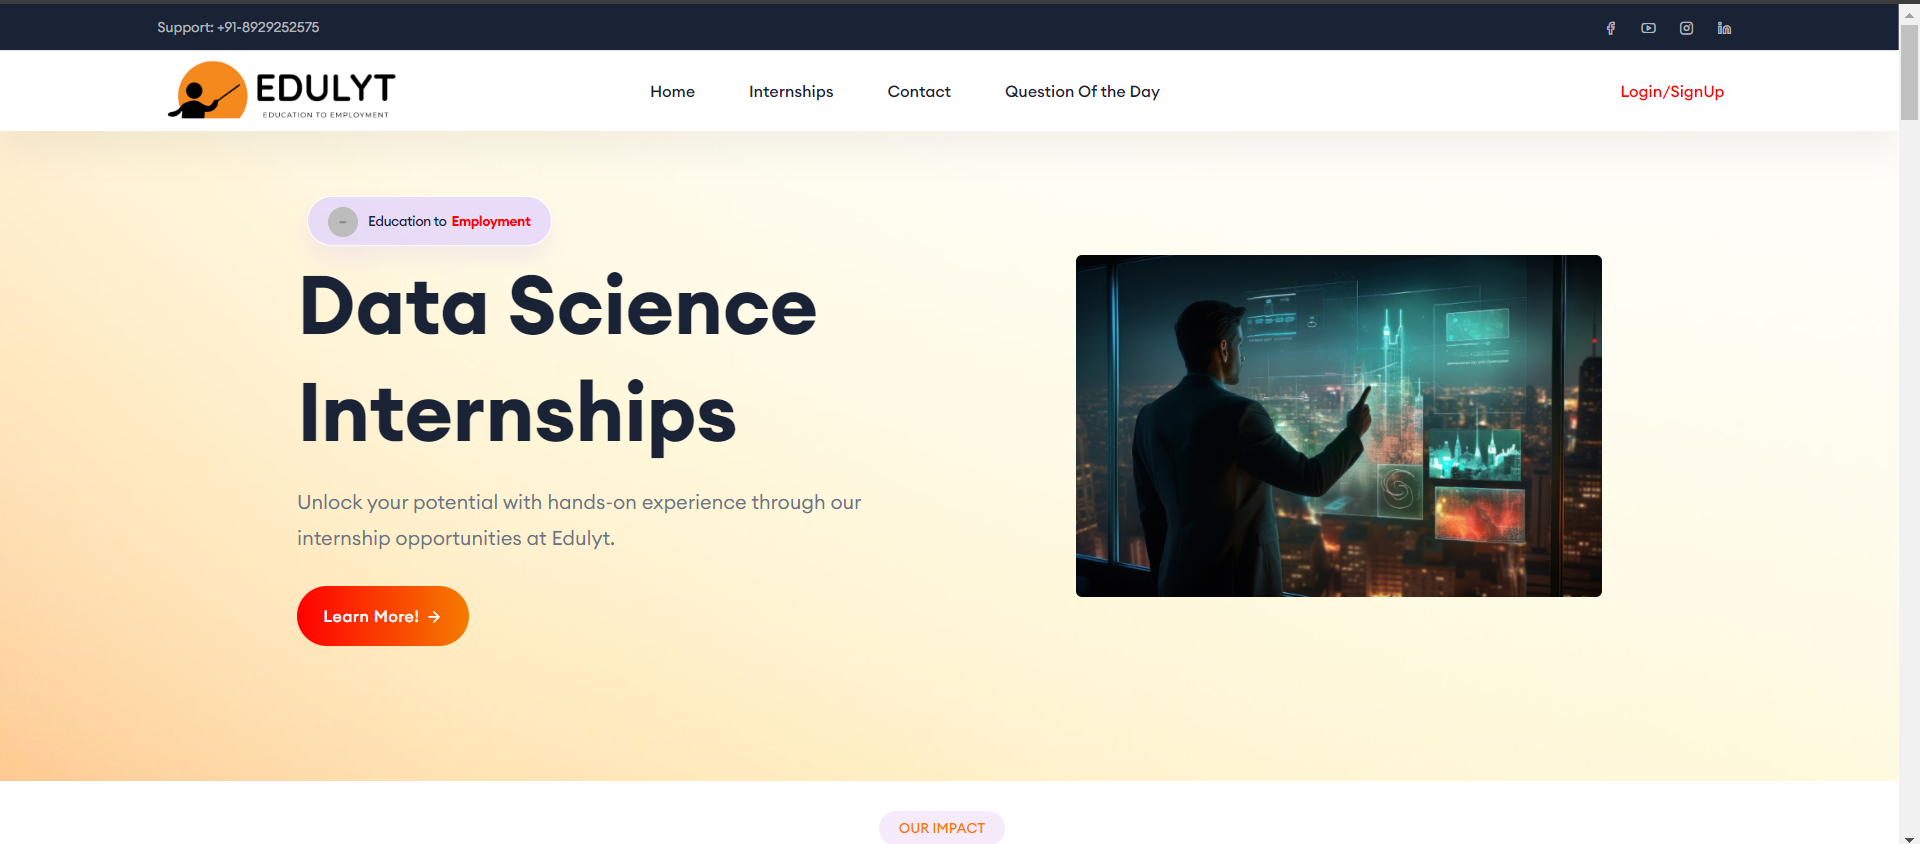 Support: +91-8929252575
EDULYT
EDUCATION TO EMPLOYMENT
Home
Internships
Contact
Question Of the Day
Login/SignUp
Education to Employment
Data Science
Internships
Unlock your potential with hands-on experience through our
internship opportunities at Edulyt.
Learn More!
OUR IMPACT